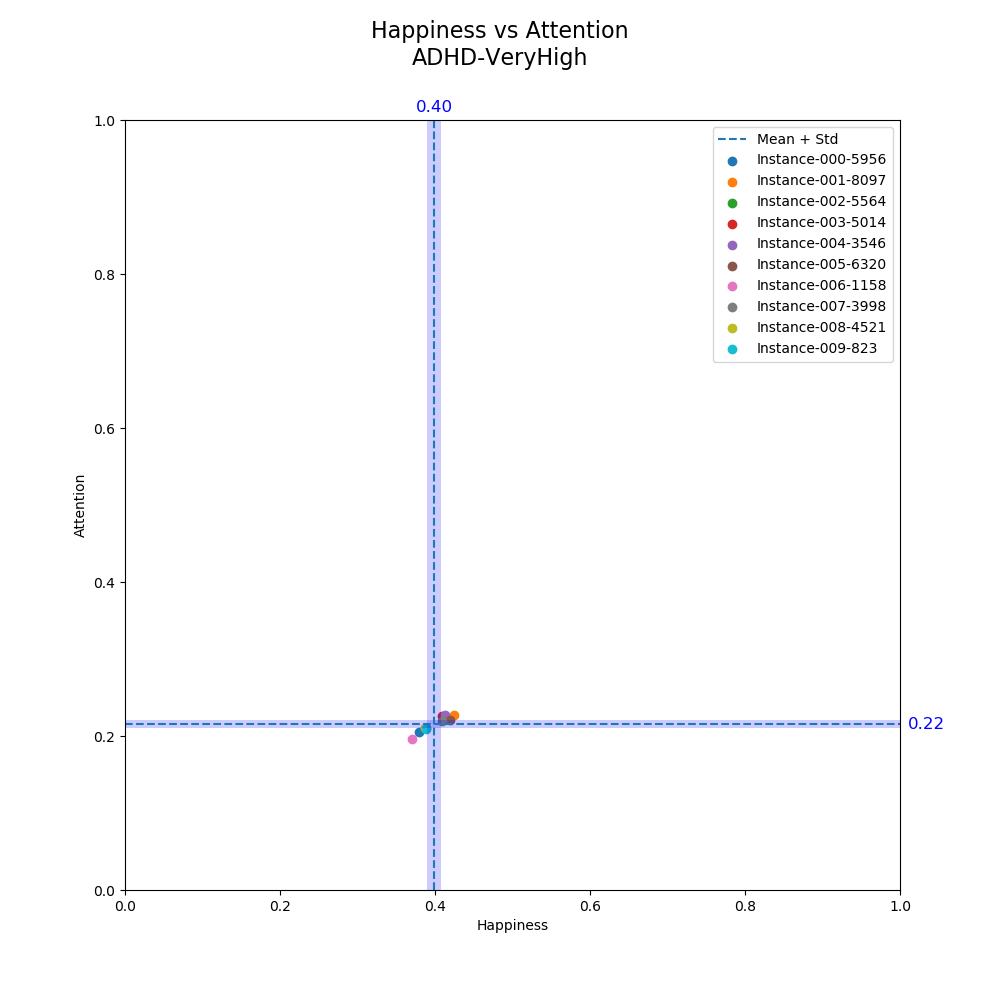 Happiness vs Attention
ADHD-VeryHigh
0.40
1.0
0.8
0.6
0.4
0.2
0.0
Attention
Mean + Std
Instance-000-5956
Instance-001-8097
Instance-002-5564
Instance-003-5014
Instance-004-3546
Instance-005-6320
Instance-006-1158
Instance-007-3998
Instance-008-4521
Instance-009-823
0.22
0.0 0.2 0.4 0.6 0.8 1.0
Happiness